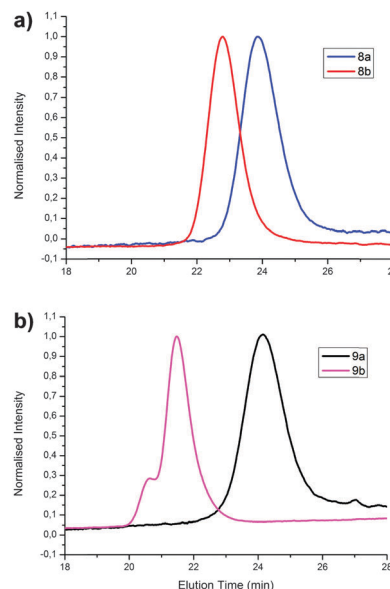 a)
1,1
1,0
0,9
0,8
0,7
0,6
0,5
0,4
0,3
0,2
0,1
0,0
-0,1
Normalised Intensity
8a
8b
18 20 22 24 26 28
b)
1,1
1,0
0,9
0,8
0,7
0,6
0,5
0,4
0,3
0,2
0,1
0,0
-0,1
Normalised Intensity
9a
9b
18 20 22 24 26 28
Elution Time (min)